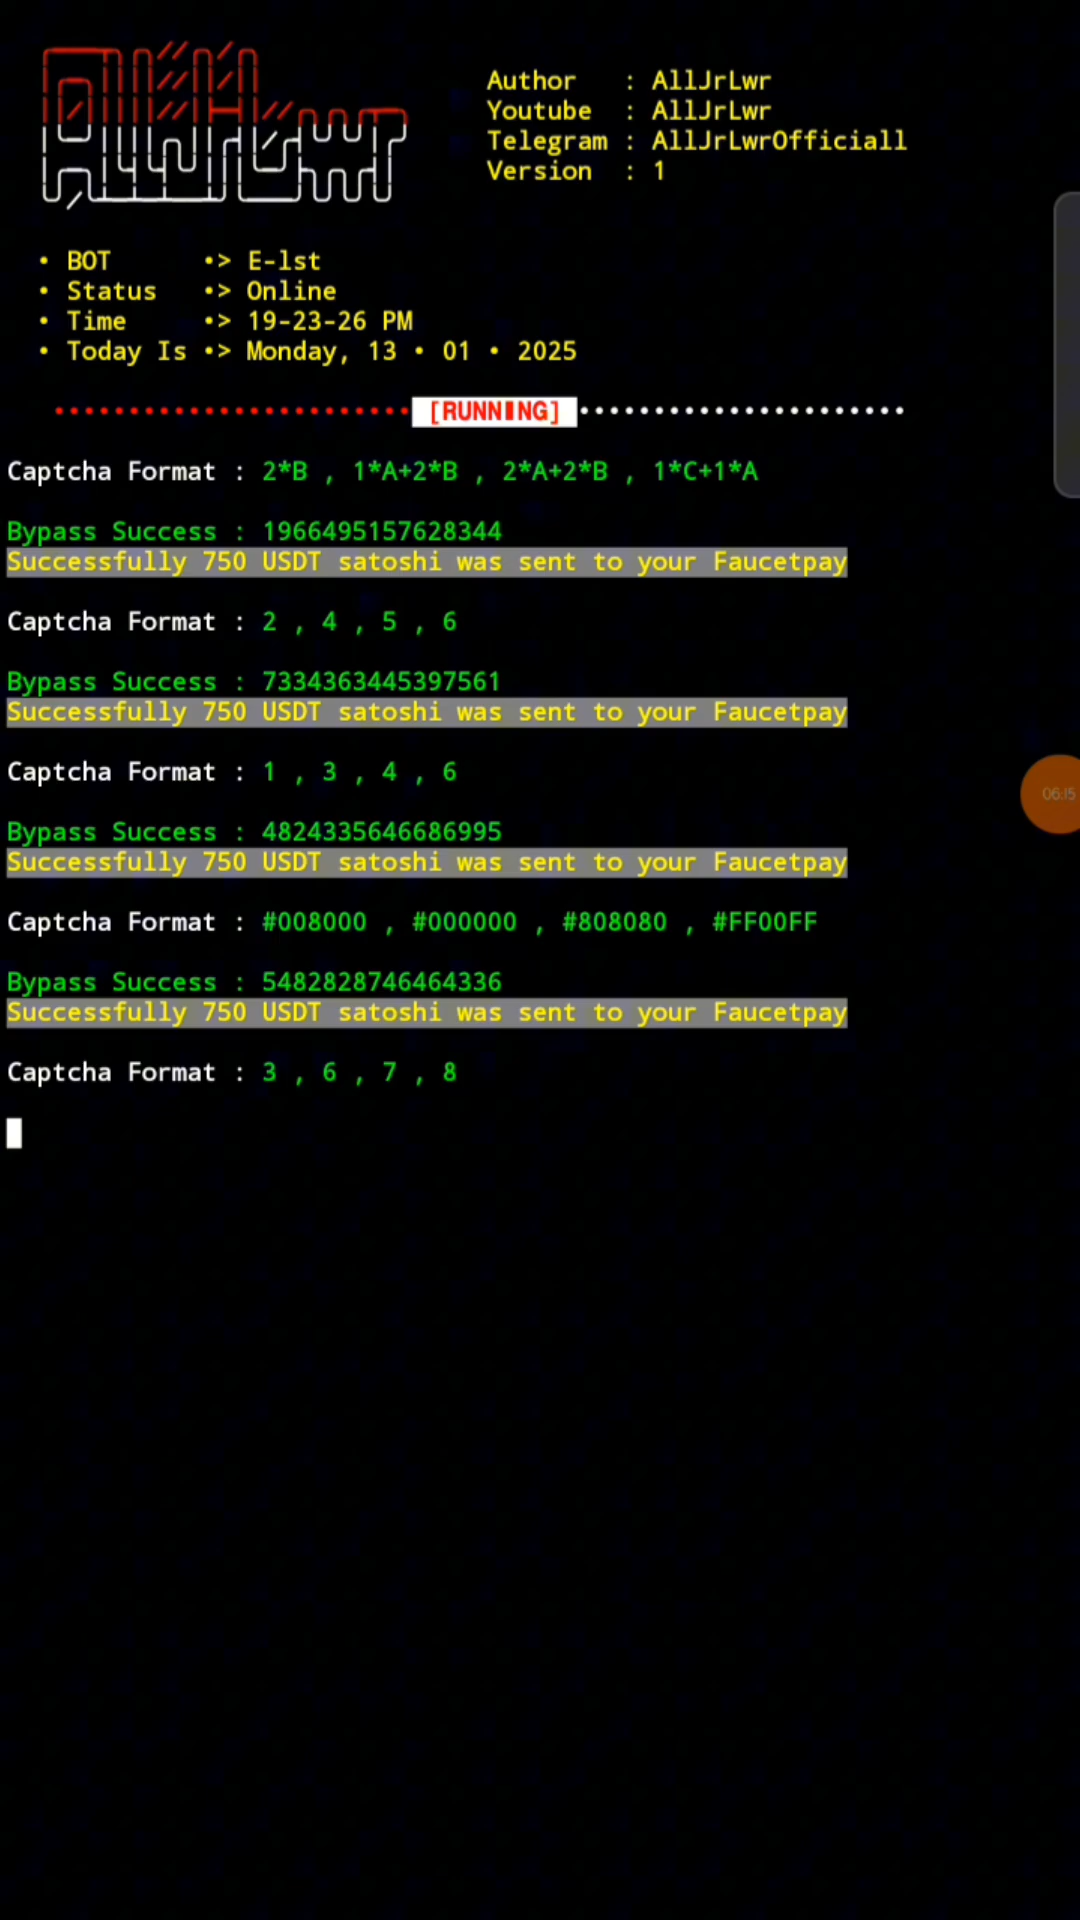 AllJrLwr
Author : AllJrLwr
Youtube : AllJrLwr
Telegram : AllJrLwrOfficiall
Version : 1
• BOT •> E-lst
• Status •> Online
• Time •> 19-23-26 PM
• Today Is •> Monday, 13 • 01 • 2025
[RUNNING]
Captcha Format : 2*B , 1*A+2*B , 2*A+2*B , 1*C+1*A
Bypass Success : 1966495157628344
Successfully 750 USDT satoshi was sent to your Faucetpay
Captcha Format : 2 , 4 , 5 , 6
Bypass Success : 7334363445397561
Successfully 750 USDT satoshi was sent to your Faucetpay
Captcha Format : 1 , 3 , 4 , 6
Bypass Success : 4824335646686995
Successfully 750 USDT satoshi was sent to your Faucetpay
Captcha Format : #008000 , #000000 , #808080 , #FF00FF
Bypass Success : 5482828746464336
Successfully 750 USDT satoshi was sent to your Faucetpay
Captcha Format : 3 , 6 , 7 , 8
06:15